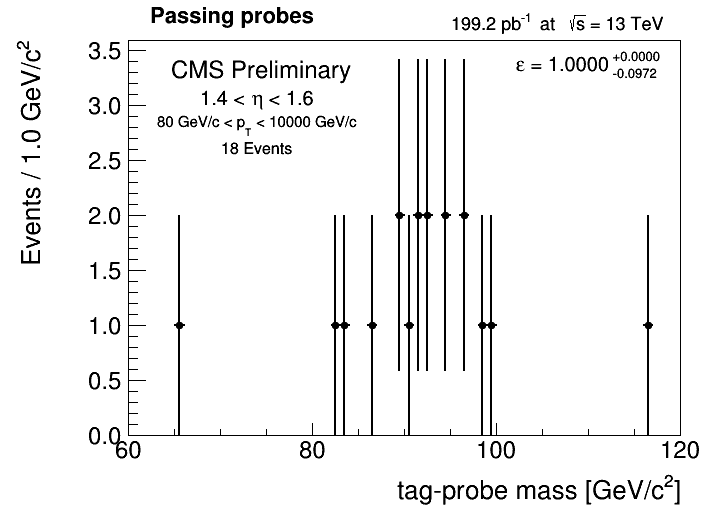 Passing probes
199.2 pb⁻¹ at √s = 13 TeV
CMS Preliminary
1.4 < η < 1.6
80 GeV/c < p_T < 10000 GeV/c
18 Events
ε = 1.0000 +0.0000 -0.0972
Events / 1.0 GeV/c²
3.5
3.0
2.5
2.0
1.5
1.0
0.5
0.0
60 80 100 120
tag-probe mass [GeV/c²]